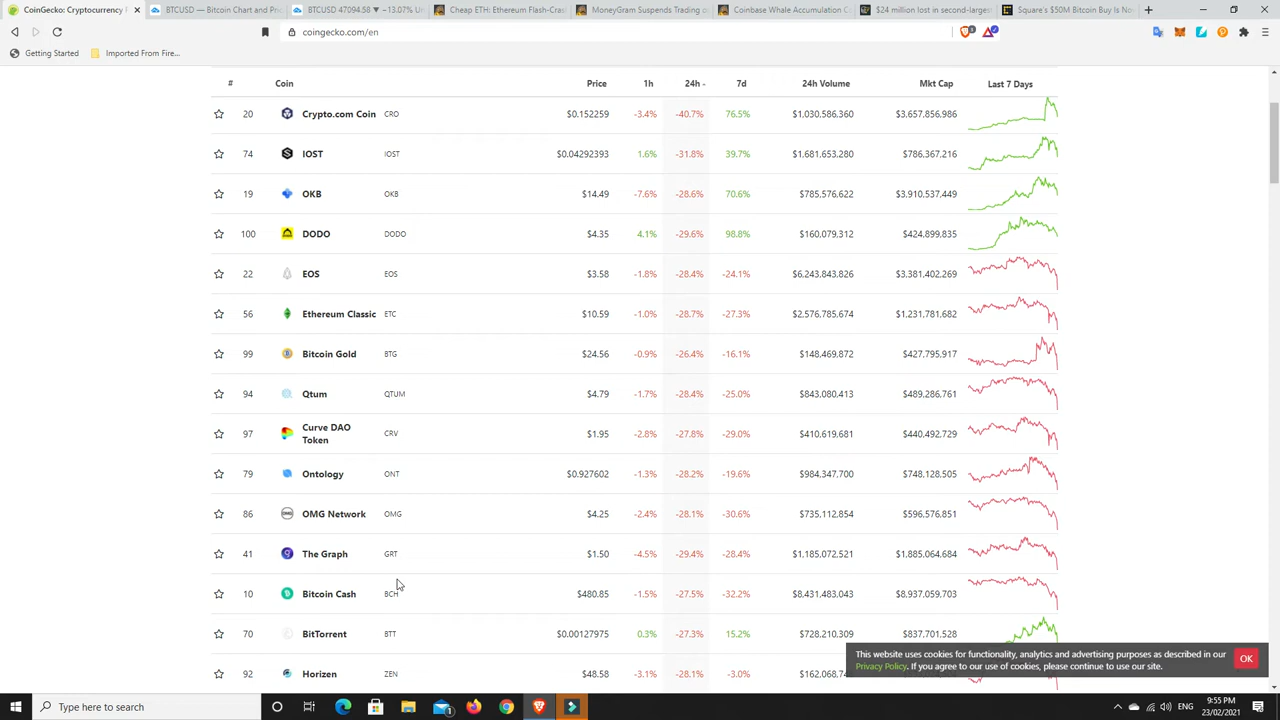 CoinGecko: Cryptocurrency P
BTCUSD — Bitcoin Chart and Pric
BTCUSD 47094.58 ▼ −13.07% Un
Cheap ETH: Ethereum Flash-Cras
MoneyGram Suspends Trading co
Coinbase Whale Accumulation C
$24 million lost in second-largest
Square's $50M Bitcoin Buy Is No
coingecko.com/en
Getting Started
Imported From Fire...
# Coin Price 1h 24h 7d 24h Volume Mkt Cap Last 7 Days
20 Crypto.com Coin CRO $0.152259 -3.4% -40.7% 76.5% $1,030,586,360 $3,657,856,986
74 IOST IOST $0.04292393 1.6% -31.8% 39.7% $1,681,653,280 $786,367,216
19 OKB OKB $14.49 -7.6% -28.6% 70.6% $785,576,622 $3,910,537,449
100 DODO DODO $4.35 4.1% -29.6% 98.8% $160,079,312 $424,899,835
22 EOS EOS $3.58 -1.8% -28.4% -24.1% $6,243,843,826 $3,381,402,269
56 Ethereum Classic ETC $10.59 -1.0% -28.7% -27.3% $2,576,785,674 $1,231,781,682
99 Bitcoin Gold BTG $24.56 -0.9% -26.4% -16.1% $148,469,872 $427,795,917
94 Qtum QTUM $4.79 -1.7% -28.4% -25.0% $843,080,413 $489,286,761
97 Curve DAO Token CRV $1.95 -2.8% -27.8% -29.0% $410,619,681 $440,492,729
79 Ontology ONT $0.927602 -1.3% -28.2% -19.6% $984,347,700 $748,128,505
86 OMG Network OMG $4.25 -2.4% -28.1% -30.6% $735,112,854 $596,576,851
41 The Graph GRT $1.50 -4.5% -29.4% -28.4% $1,185,072,521 $1,885,064,684
10 Bitcoin Cash BCH $480.85 -1.5% -27.5% -32.2% $8,431,483,043 $8,937,059,703
70 BitTorrent BTT $0.00127975 0.3% -27.3% 15.2% $728,210,309 $837,701,528
92 Horizen ZEN $48.58 -3.1% -28.1% -3.0% $162,068,74
This website uses cookies for functionality, analytics and advertising purposes as described in our
Privacy Policy. If you agree to our use of cookies, please continue to use our site.
OK
Type here to search
ENG
9:55 PM
23/02/2021